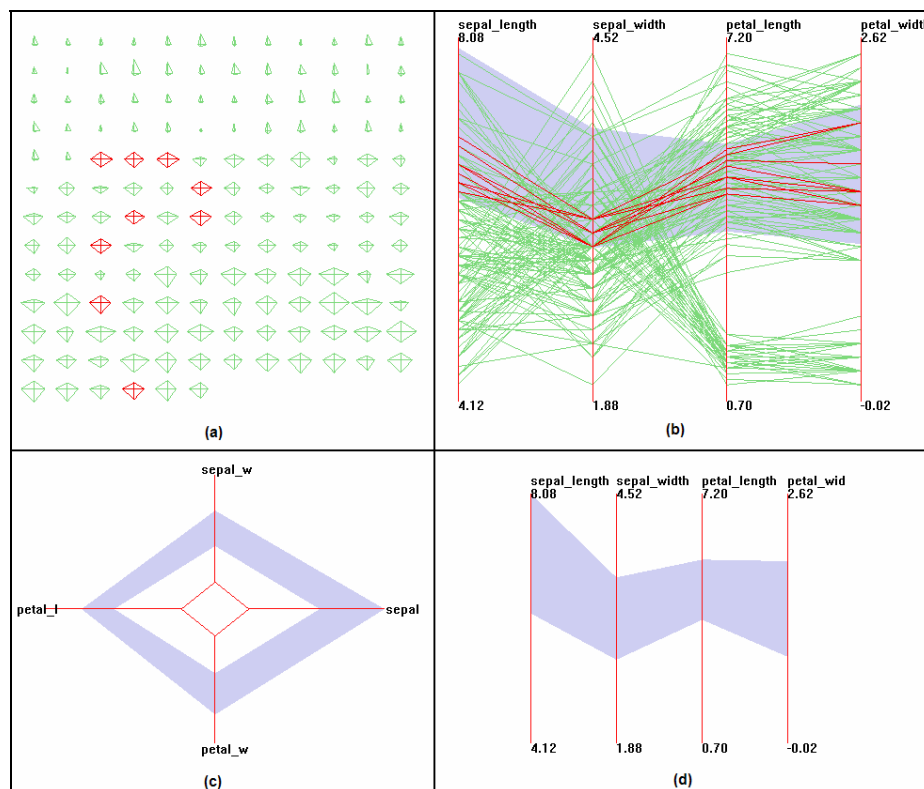 sepal_length sepal_width petal_length petal_width
8.08 4.52 7.20 2.62
4.12 1.88 0.70 -0.02
(a)
(b)
sepal_w
petal_l
sepal
petal_w
(c)
sepal_length sepal_width petal_length petal_wid
8.08 4.52 7.20 2.62
4.12 1.88 0.70 -0.02
(d)